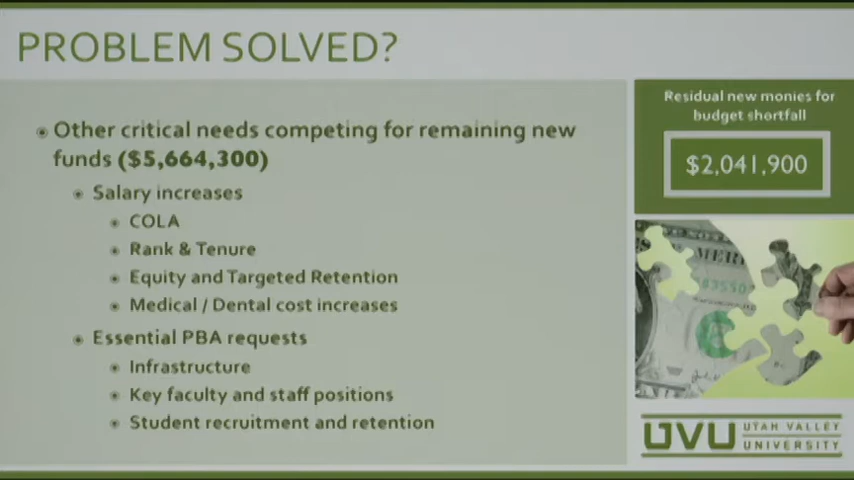 PROBLEM SOLVED?
Other critical needs competing for remaining new
funds ($5,664,300)
Salary increases
COLA
Rank & Tenure
Equity and Targeted Retention
Medical / Dental cost increases
Essential PBA requests
Infrastructure
Key faculty and staff positions
Student recruitment and retention
Residual new monies for
budget shortfall
$2,041,900
UVU UTAH VALLEY
UNIVERSITY